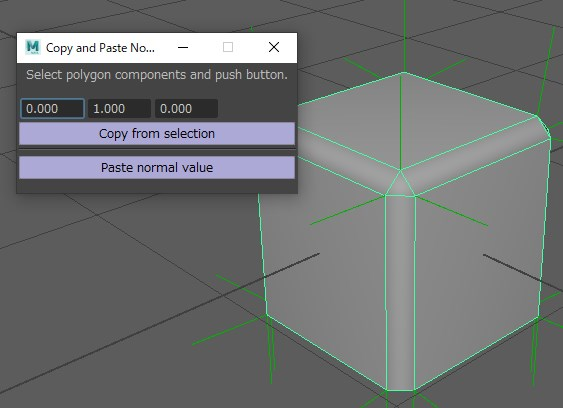 Copy and Paste No...
Select polygon components and push button.
0.000 1.000 0.000
Copy from selection
Paste normal value